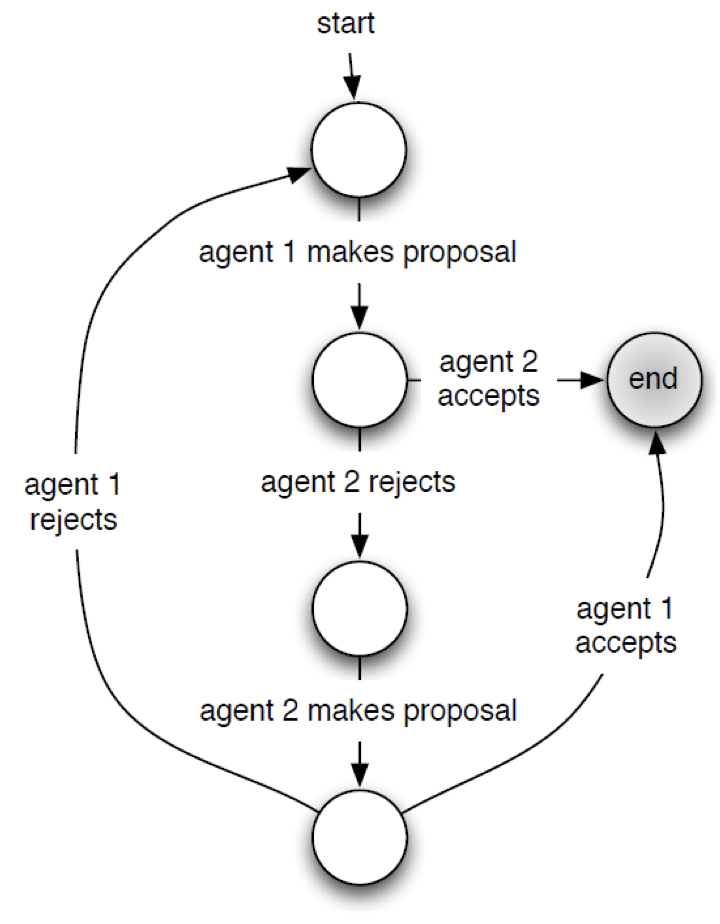 start
agent 1 makes proposal
agent 2
accepts
end
agent 2 rejects
agent 1
rejects
agent 1
accepts
agent 2 makes proposal